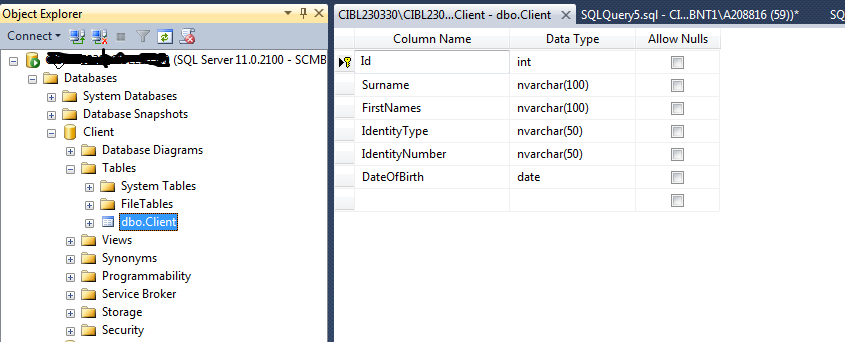 Object Explorer
Connect
(SQL Server 11.0.2100 - SCMB
Databases
System Databases
Database Snapshots
Client
Database Diagrams
Tables
System Tables
FileTables
dbo.Client
Views
Synonyms
Programmability
Service Broker
Storage
Security
CIBL230330\CIBL230...Client - dbo.Client
SQLQuery5.sql - CI...BNT1\A208816 (59))*
SQ
Column Name Data Type Allow Nulls
Id int
Surname nvarchar(100)
FirstNames nvarchar(100)
IdentityType nvarchar(50)
IdentityNumber nvarchar(50)
DateOfBirth date